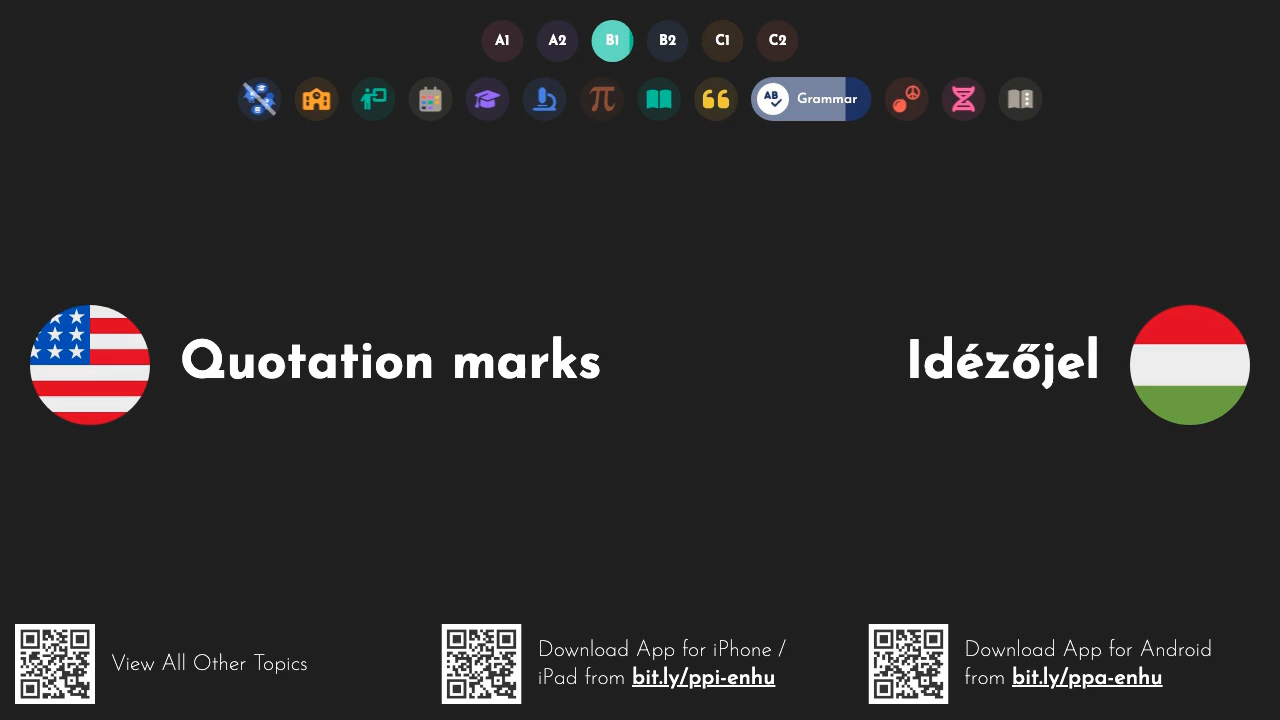 A1 A2 B1 B2 C1 C2
Grammar
Quotation marks
Idézőjel
View All Other Topics
Download App for iPhone /
iPad from bit.ly/ppi-enhu
Download App for Android
from bit.ly/ppa-enhu